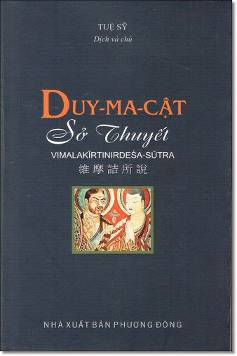 TUỆ SỸ
Dịch và chú
DUY-MA-CẬT
Sở Thuyết
VIMALAKĪRTINIRDEŚA-SŪTRA
維摩詰所說
NHÀ XUẤT BẢN PHƯƠNG ĐÔNG